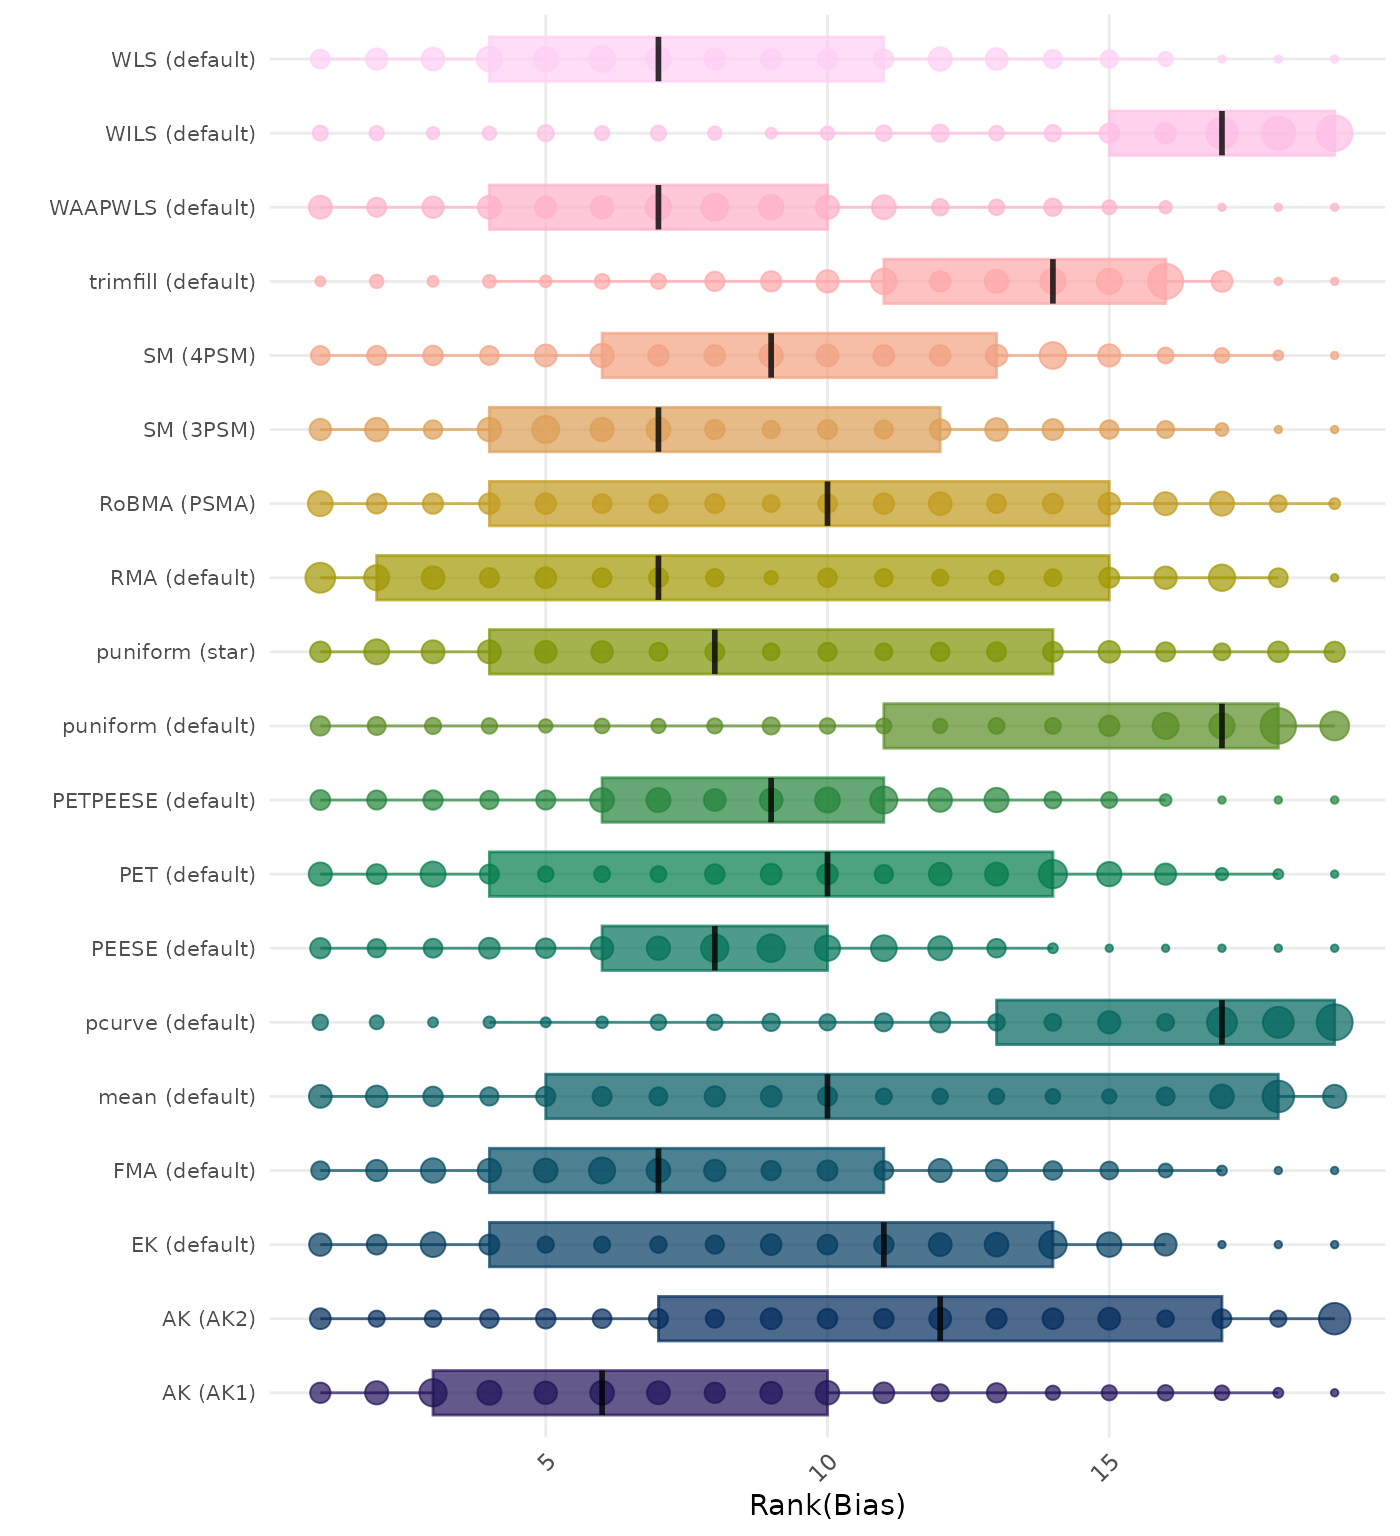 WLS (default)
WILS (default)
WAAPWLS (default)
trimfill (default)
SM (4PSM)
SM (3PSM)
RoBMA (PSMA)
RMA (default)
puniform (star)
puniform (default)
PETPEESE (default)
PET (default)
PEESE (default)
pcurve (default)
mean (default)
FMA (default)
EK (default)
AK (AK2)
AK (AK1)
5
10
15
Rank(Bias)